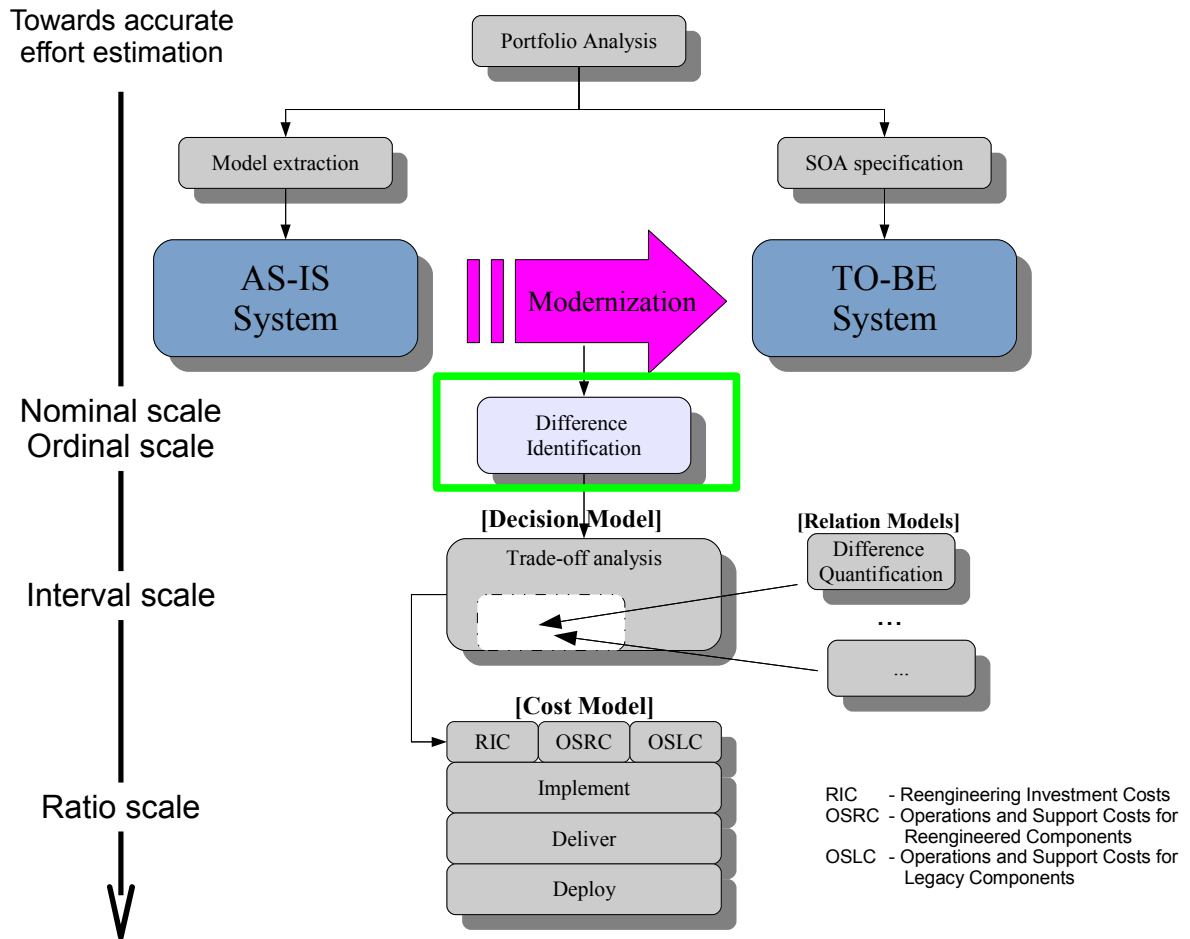 Towards accurate
effort estimation
Portfolio Analysis
Model extraction
SOA specification
AS-IS
System
Modernization
TO-BE
System
Nominal scale
Ordinal scale
Difference
Identification
[Decision Model]
[Relation Models]
Trade-off analysis
Difference
Quantification
...
Interval scale
...
[Cost Model]
RIC
OSRC
OSLC
Implement
Deliver
Deploy
Ratio scale
RIC - Reengineering Investment Costs
OSRC - Operations and Support Costs for
Reengineered Components
OSLC - Operations and Support Costs for
Legacy Components